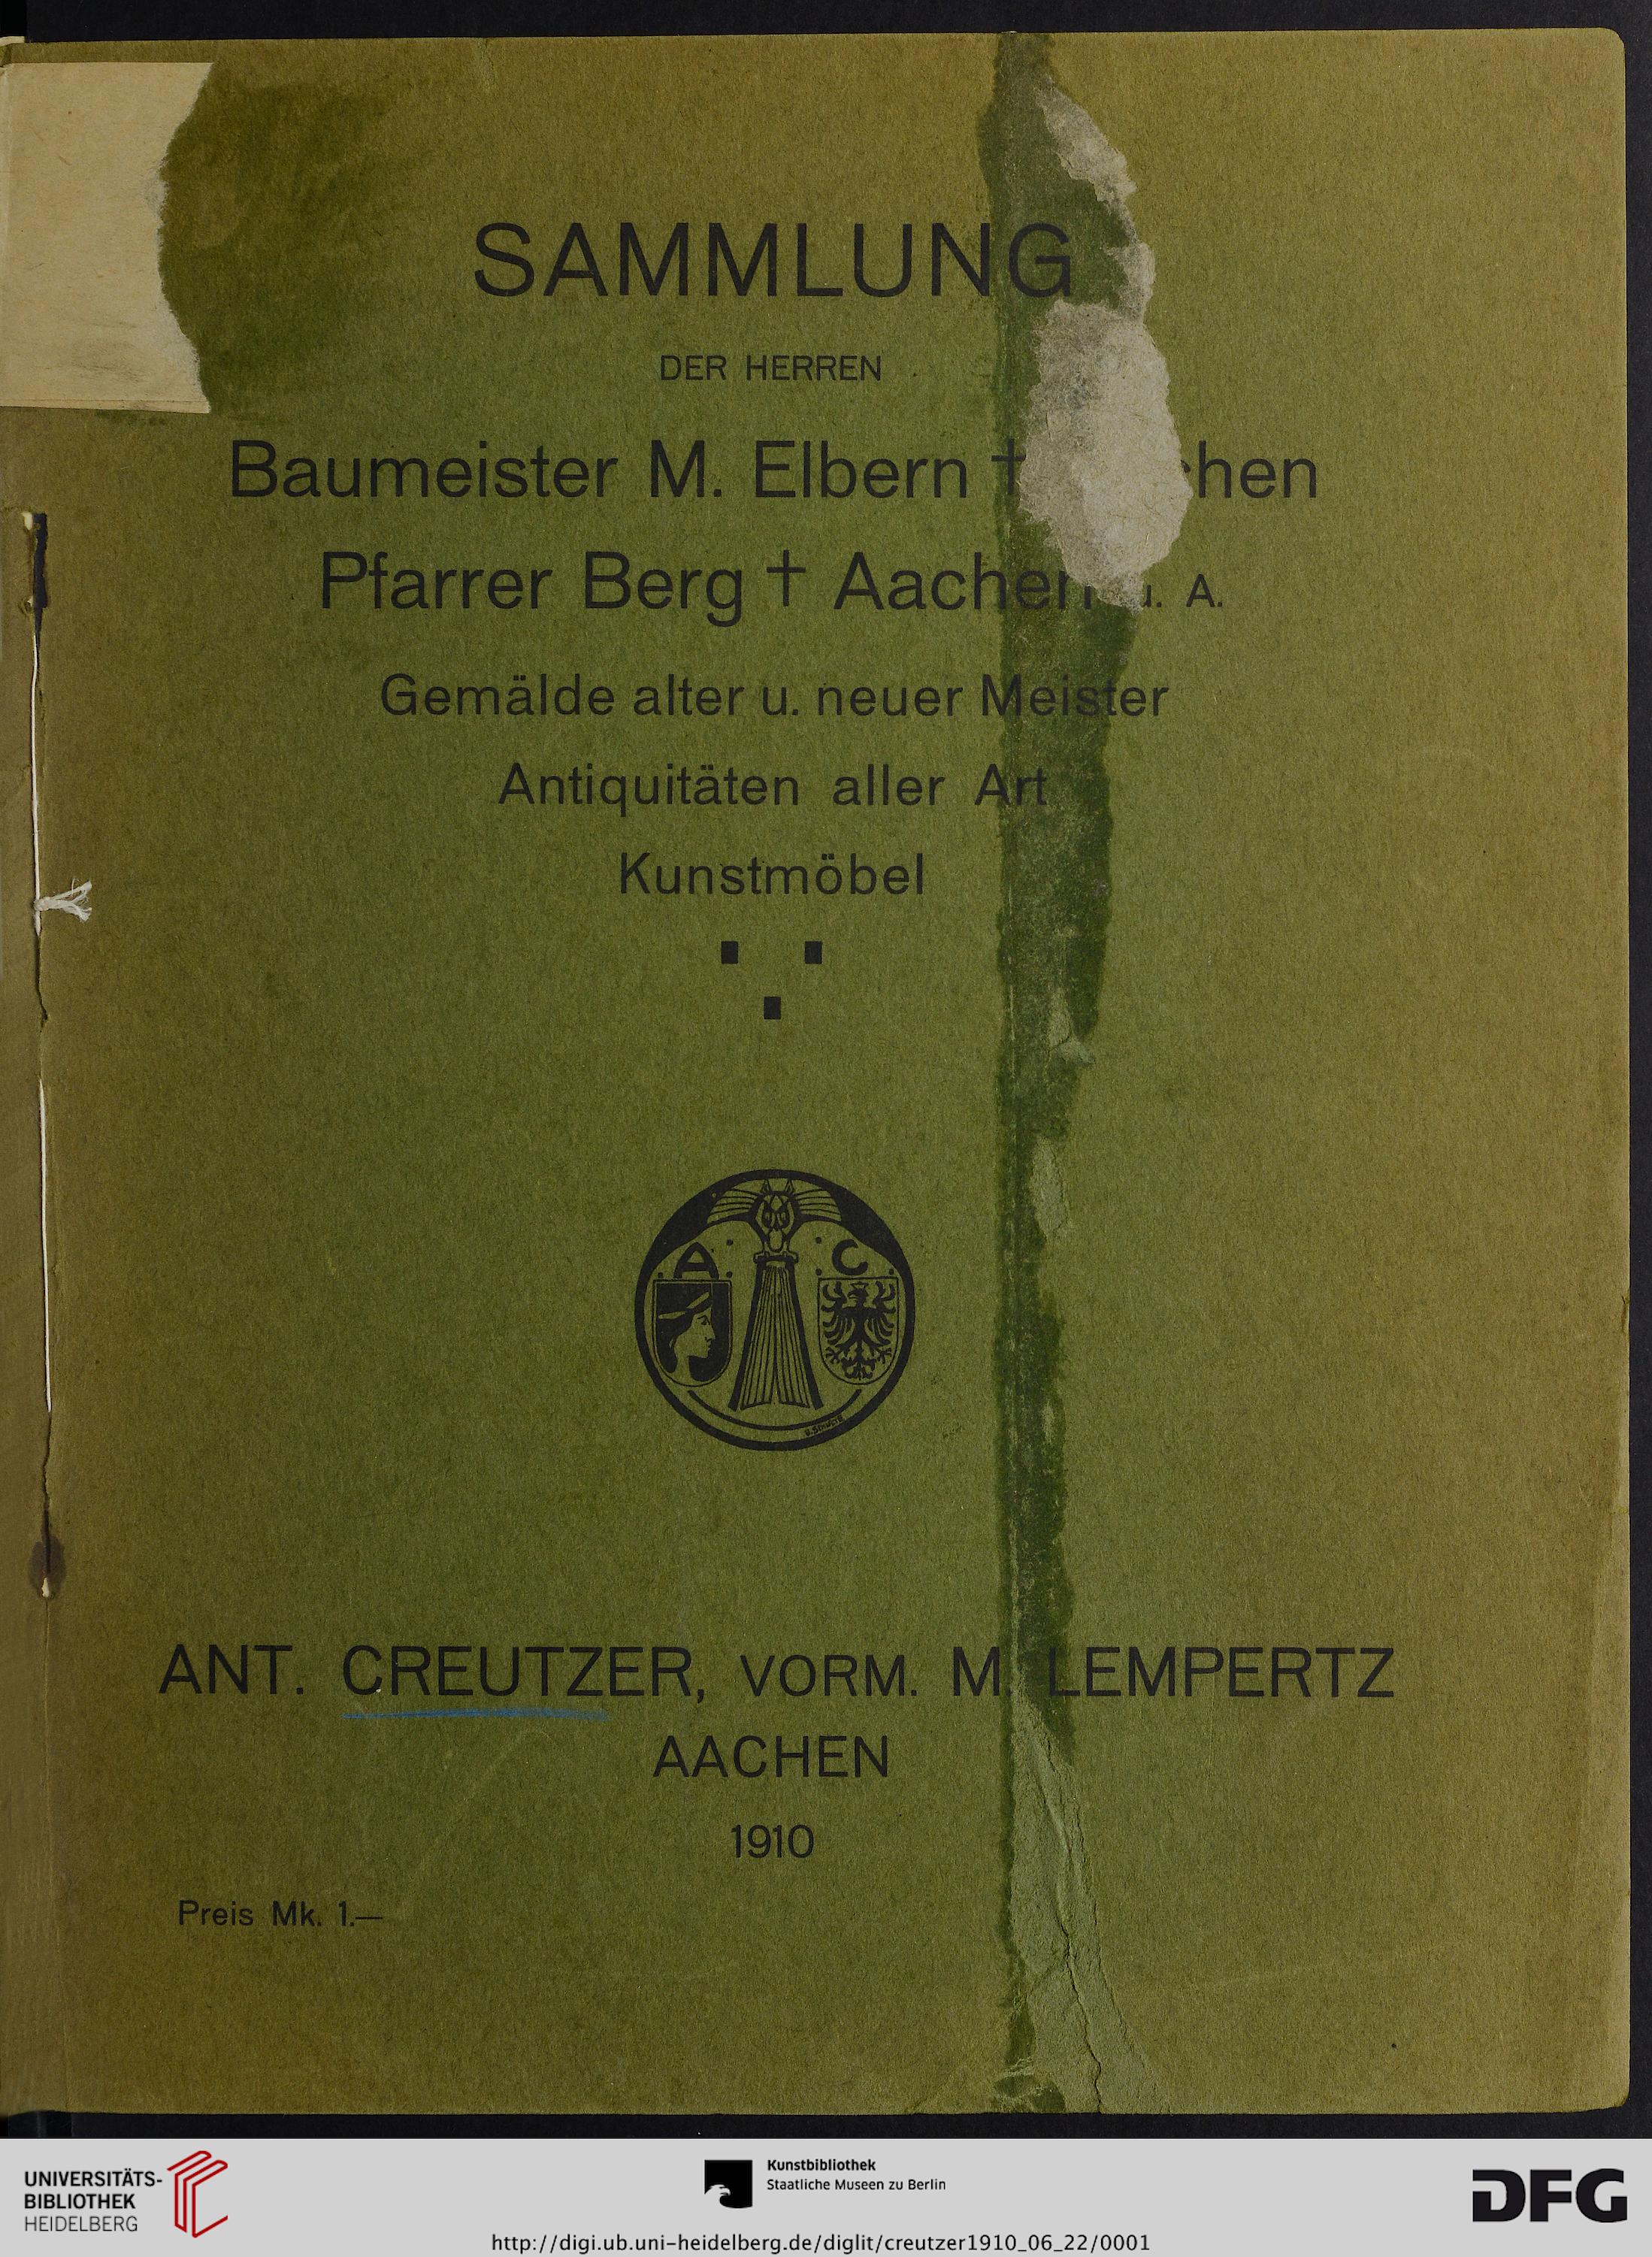 SAMMLUNG
DER HERREN
Baumeister M. Elbern † hen
Pfarrer Berg † Aachen u. A.
Gemälde alter u. neuer Meister
Antiquitäten aller Art
Kunstmöbel
A C
ANT. CREUTZER, VORM. M LEMPERTZ
AACHEN
1910
Preis Mk. 1.—
UNIVERSITÄTS-
BIBLIOTHEK
HEIDELBERG
Kunstbibliothek
Staatliche Museen zu Berlin
DFG
http://digi.ub.uni-heidelberg.de/diglit/creutzer1910_06_22/0001